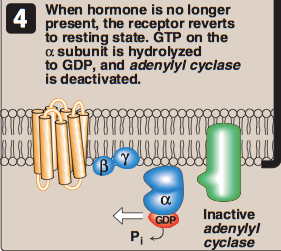 4
When hormone is no longer
present, the receptor reverts
to resting state. GTP on the
α subunit is hydrolyzed
to GDP, and adenylyl cyclase
is deactivated.
β γ
α
GDP
Pi
Inactive
adenylyl
cyclase